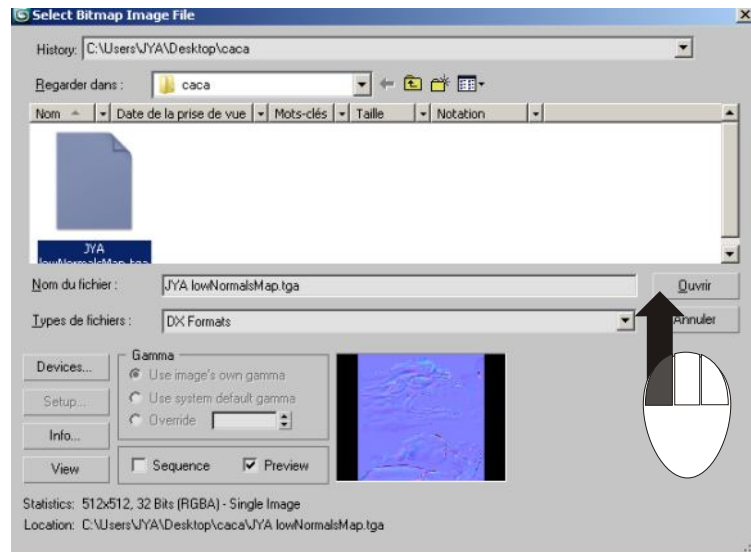 Select Bitmap Image File
History: C:\Users\JYA\Desktop\caca
Regarder dans : caca
Nom Date de la prise de vue Mots-clés Taille Notation
JYA
lowNormalsMap.tga
Nom du fichier : JYA lowNormalsMap.tga Ouvrir
Types de fichiers : DX Formats Annuler
Devices...
Setup...
Info...
View
Gamma
Use image's own gamma
Use system default gamma
Override
Sequence Preview
Statistics: 512x512, 32 Bits (RGBA) - Single Image
Location: C:\Users\JYA\Desktop\caca\JYA lowNormalsMap.tga